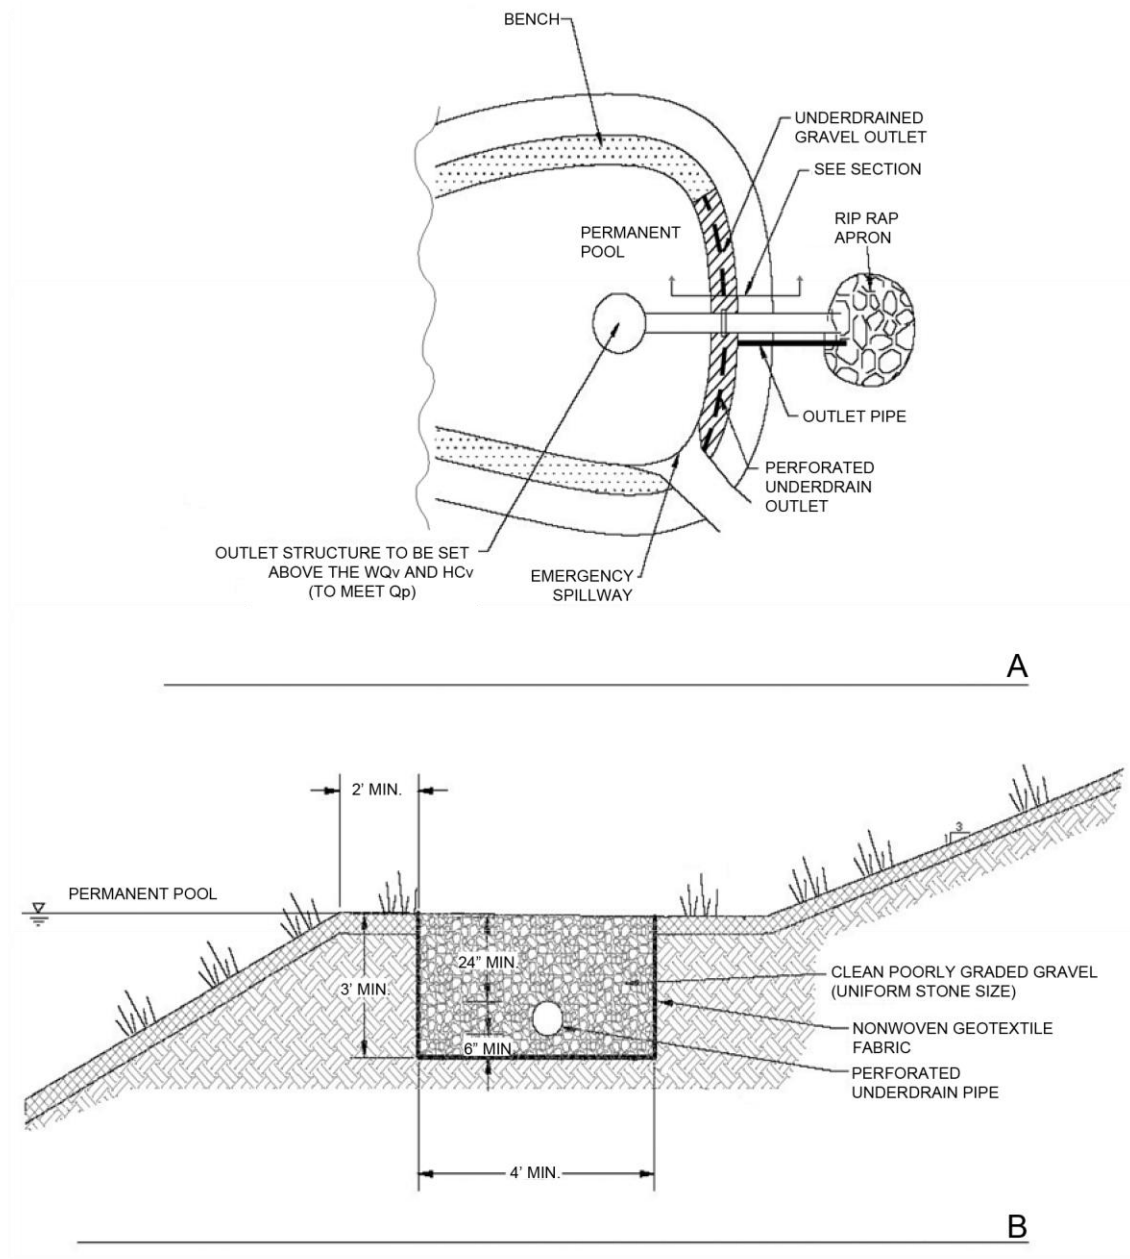 BENCH
UNDERDRAINED
GRAVEL OUTLET
SEE SECTION
RIP RAP
APRON
PERMANENT
POOL
OUTLET PIPE
PERFORATED
UNDERDRAIN
OUTLET
OUTLET STRUCTURE TO BE SET
ABOVE THE WQv AND HCv
(TO MEET Qp)
EMERGENCY
SPILLWAY
A
2' MIN.
3
1
PERMANENT POOL
24" MIN.
3' MIN.
CLEAN POORLY GRADED GRAVEL
(UNIFORM STONE SIZE)
NONWOVEN GEOTEXTILE
FABRIC
6" MIN
PERFORATED
UNDERDRAIN PIPE
4' MIN.
B